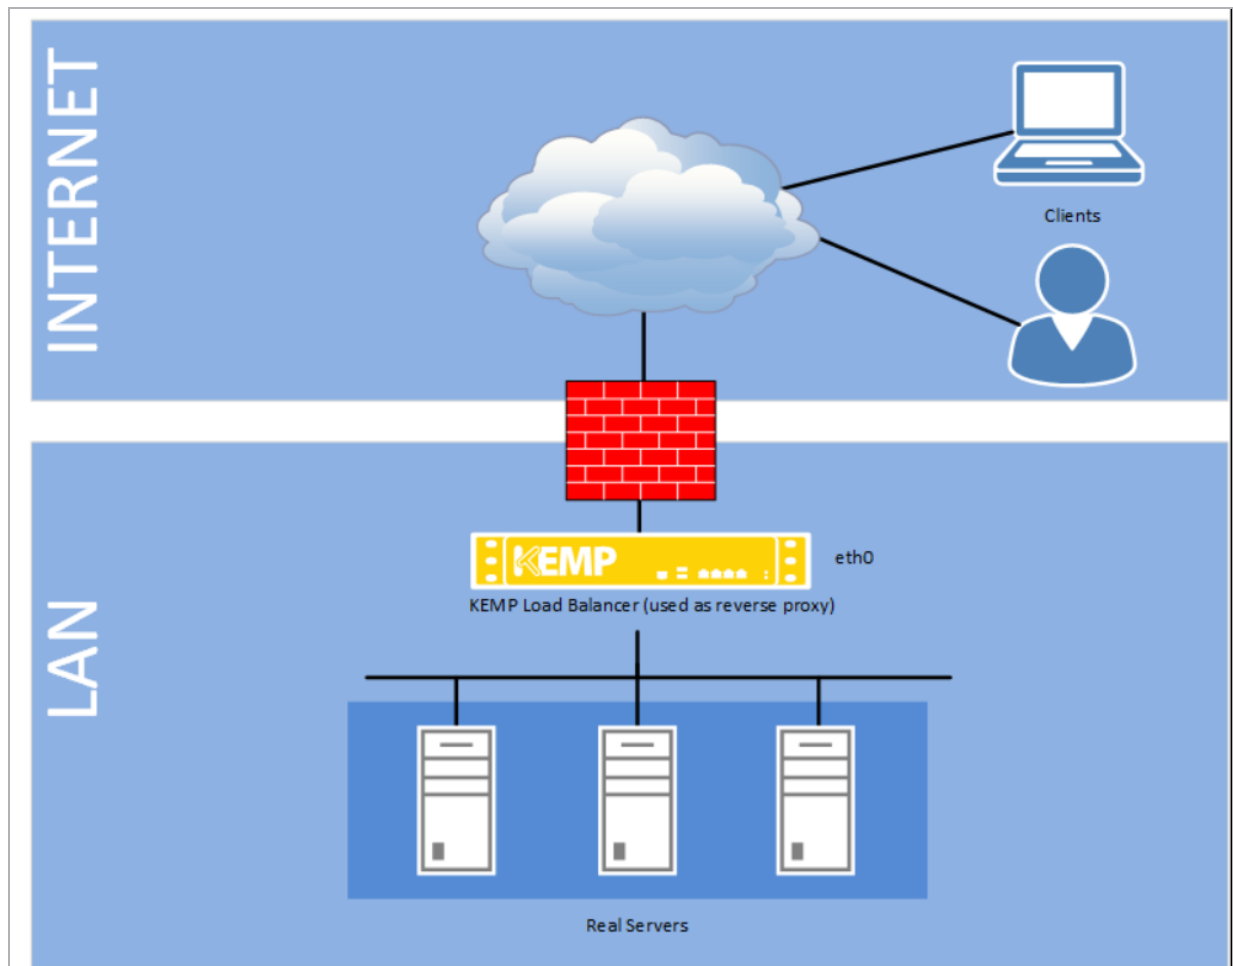 INTERNET
Clients
KEMP
eth0
KEMP Load Balancer (used as reverse proxy)
LAN
Real Servers